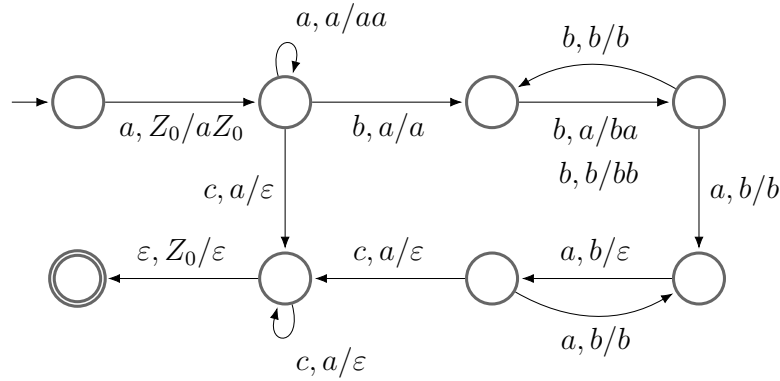 a, a/aa
b, b/b
a, Z₀/aZ₀
b, a/a
b, a/ba
b, b/bb
c, a/ε
a, b/b
ε, Z₀/ε
c, a/ε
a, b/ε
a, b/b
c, a/ε